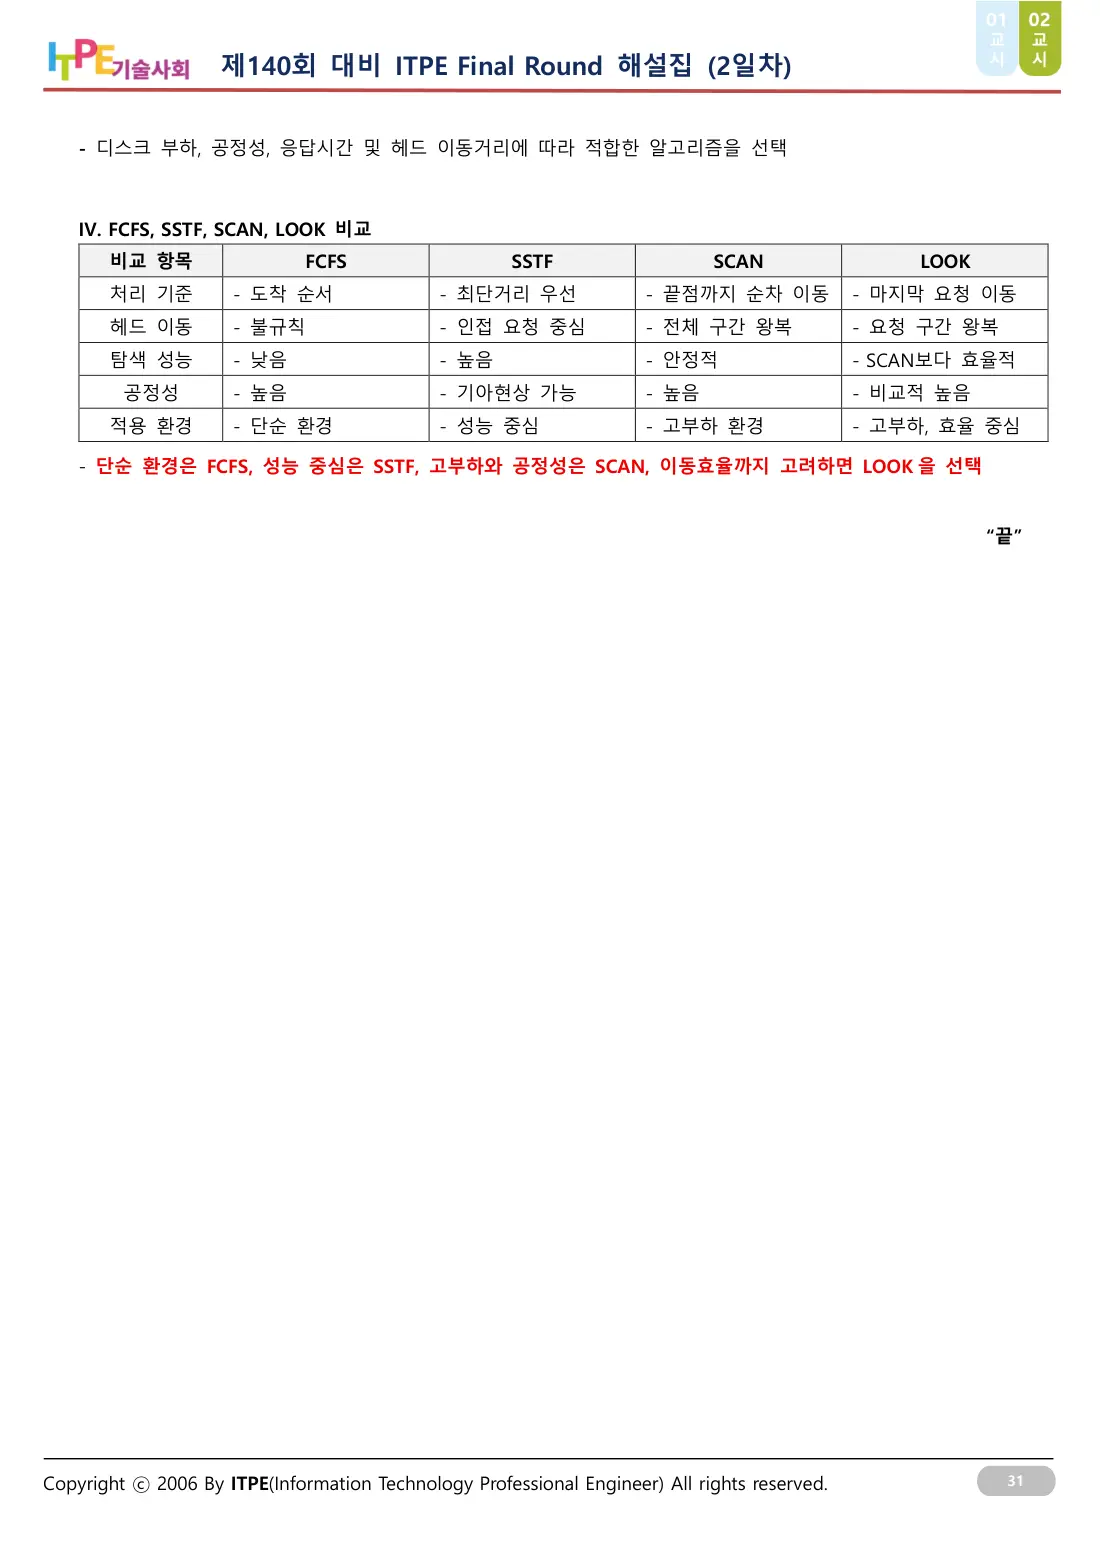 01
교
시
02
교
시
ITPE기술사회 제140회 대비 ITPE Final Round 해설집 (2일차)
- 디스크 부하, 공정성, 응답시간 및 헤드 이동거리에 따라 적합한 알고리즘을 선택
IV. FCFS, SSTF, SCAN, LOOK 비교
비교 항목 FCFS SSTF SCAN LOOK
처리 기준 - 도착 순서 - 최단거리 우선 - 끝점까지 순차 이동 - 마지막 요청 이동
헤드 이동 - 불규칙 - 인접 요청 중심 - 전체 구간 왕복 - 요청 구간 왕복
탐색 성능 - 낮음 - 높음 - 안정적 - SCAN보다 효율적
공정성 - 높음 - 기아현상 가능 - 높음 - 비교적 높음
적용 환경 - 단순 환경 - 성능 중심 - 고부하 환경 - 고부하, 효율 중심
- 단순 환경은 FCFS, 성능 중심은 SSTF, 고부하와 공정성은 SCAN, 이동효율까지 고려하면 LOOK을 선택
“끝”
Copyright ⓒ 2006 By ITPE(Information Technology Professional Engineer) All rights reserved. 31